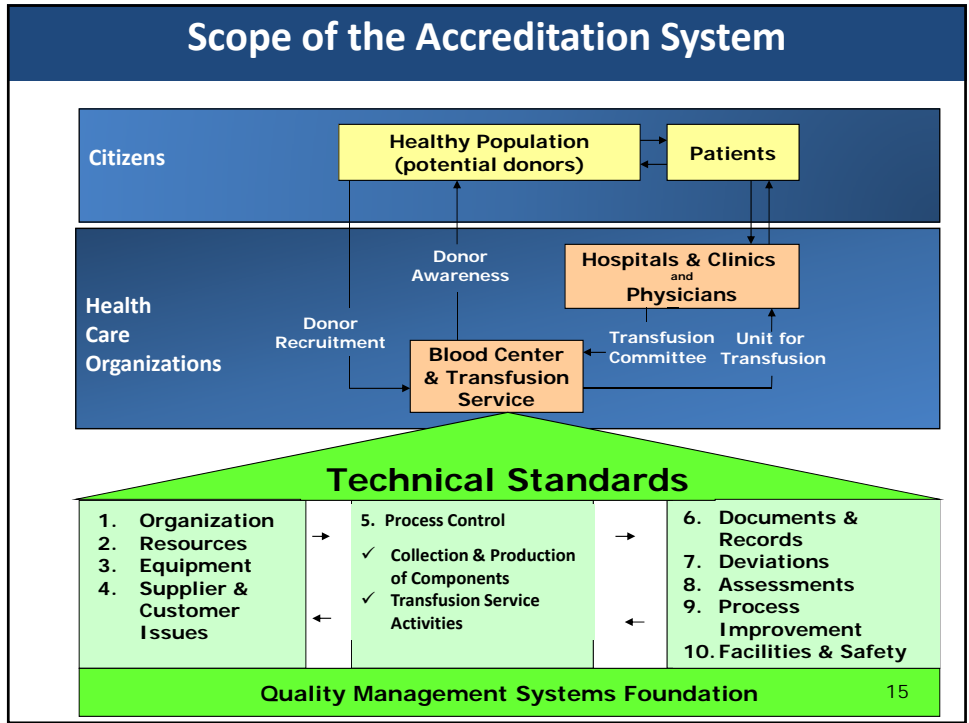 Scope of the Accreditation System
Citizens
Healthy Population
(potential donors)
Patients
Health
Care
Organizations
Donor
Awareness
Donor
Recruitment
Hospitals & Clinics
and
Physicians
Transfusion
Committee
Unit for
Transfusion
Blood Center
& Transfusion
Service
Technical Standards
1. Organization
2. Resources
3. Equipment
4. Supplier &
Customer
Issues
5. Process Control
✓ Collection & Production
of Components
✓ Transfusion Service
Activities
6. Documents &
Records
7. Deviations
8. Assessments
9. Process
Improvement
10. Facilities & Safety
Quality Management Systems Foundation
15